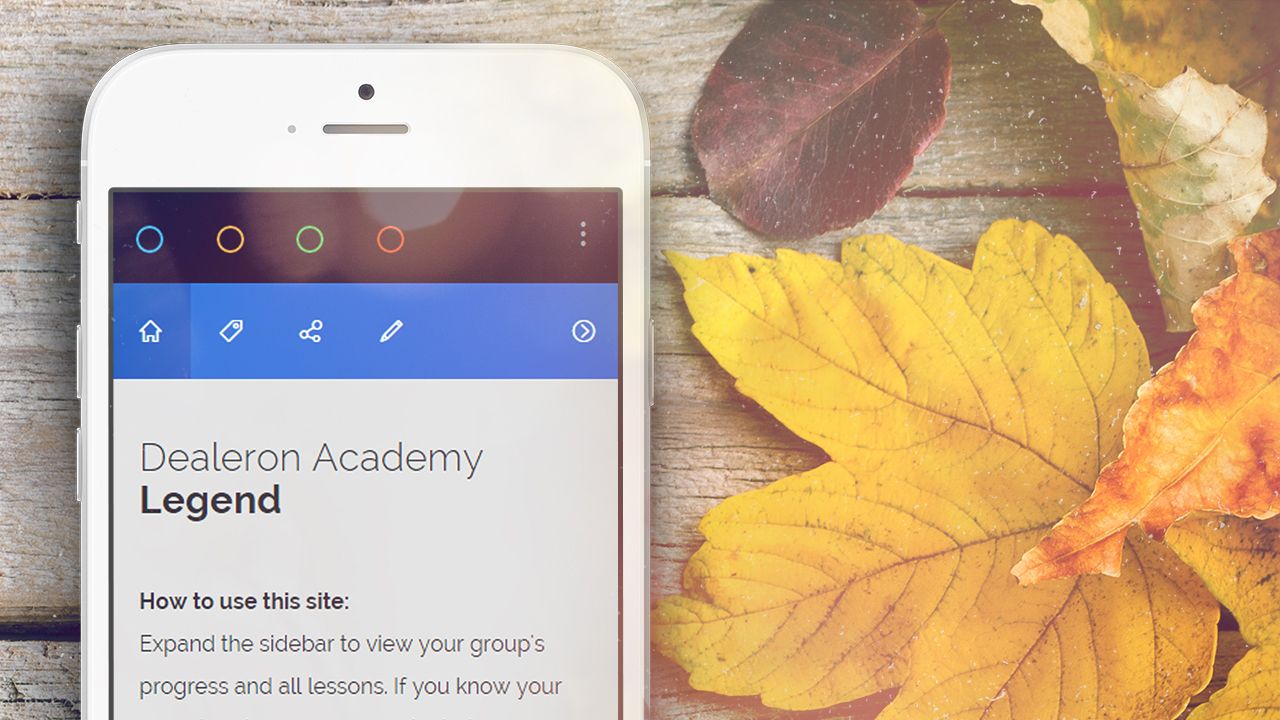 Dealeron Academy
Legend
How to use this site:
Expand the sidebar to view your group's
progress and all lessons. If you know your